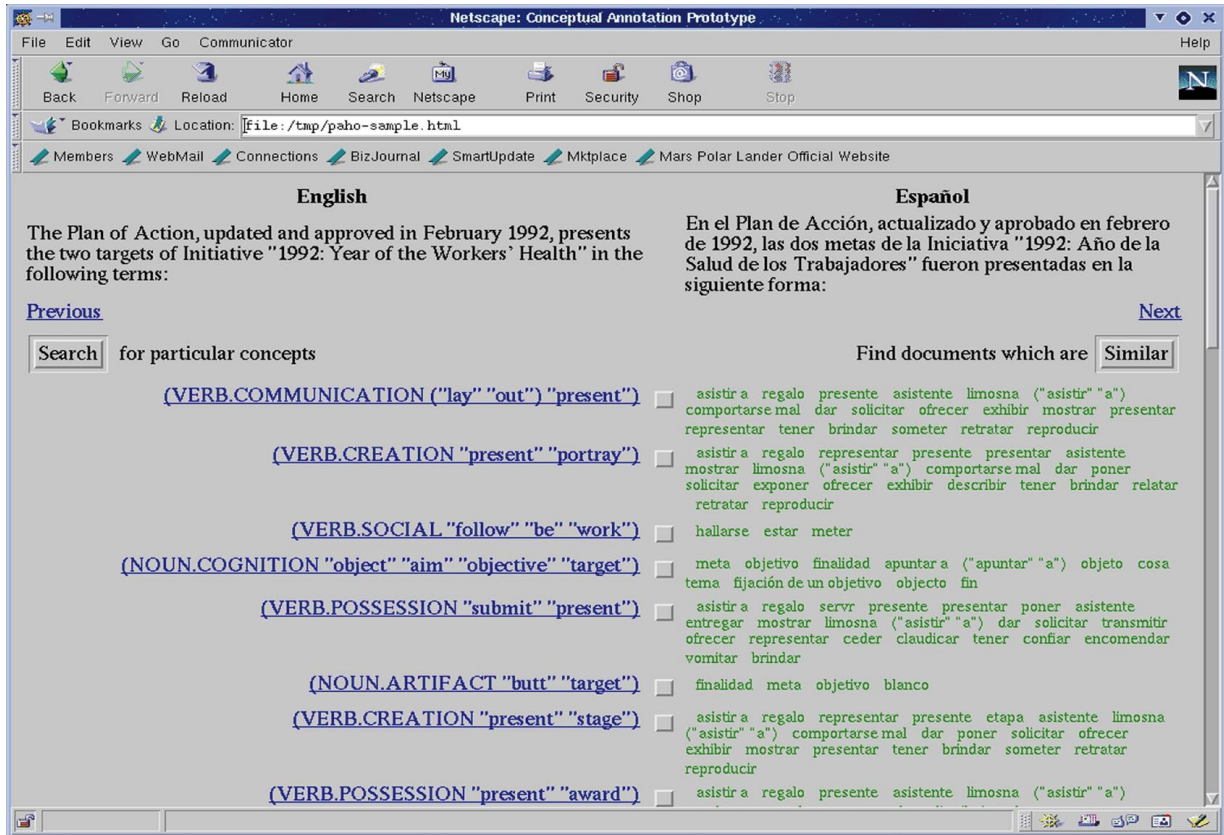 Netscape: Conceptual Annotation Prototype
File Edit View Go Communicator Help
My
N
Back Forward Reload Home Search Netscape Print Security Shop Stop
Bookmarks Location: file:/tmp/paho-sample.html
Members WebMail Connections BizJournal SmartUpdate Mktplace Mars Polar Lander Official Website
English
The Plan of Action, updated and approved in February 1992, presents
the two targets of Initiative "1992: Year of the Workers' Health" in the
following terms:
Español
En el Plan de Acción, actualizado y aprobado en febrero
de 1992, las dos metas de la Iniciativa "1992: Año de la
Salud de los Trabajadores" fueron presentadas en la
siguiente forma:
Previous Next
Search for particular concepts Find documents which are Similar
(VERB.COMMUNICATION ("lay" "out") "present")
asistir a regalo presente asistente limosna ("asistir" "a")
comportarse mal dar solicitar ofrecer exhibir mostrar presentar
representar tener brindar someter retratar reproducir
(VERB.CREATION "present" "portray")
asistir a regalo representar presente presentar asistente
mostrar limosna ("asistir" "a") comportarse mal dar poner
solicitar exponer ofrecer exhibir describir tener brindar relatar
retratar reproducir
(VERB.SOCIAL "follow" "be" "work")
hallarse estar meter
(NOUN.COGNITION "object" "aim" "objective" "target")
meta objetivo finalidad apuntar a ("apuntar" "a") objeto cosa
tema fijación de un objetivo objecto fin
(VERB.POSSESSION "submit" "present")
asistir a regalo servr presente presentar poner asistente
entregar mostrar limosna ("asistir" "a") dar solicitar transmitir
ofrecer representar ceder claudicar tener confiar encomendar
vomitar brindar
(NOUN.ARTIFACT "butt" "target")
finalidad meta objetivo blanco
(VERB.CREATION "present" "stage")
asistir a regalo representar presente etapa asistente limosna
("asistir" "a") comportarse mal dar poner solicitar ofrecer
exhibir mostrar presentar tener brindar someter retratar
reproducir
(VERB.POSSESSION "present" "award")
asistir a regalo presente asistente limosna ("asistir" "a")